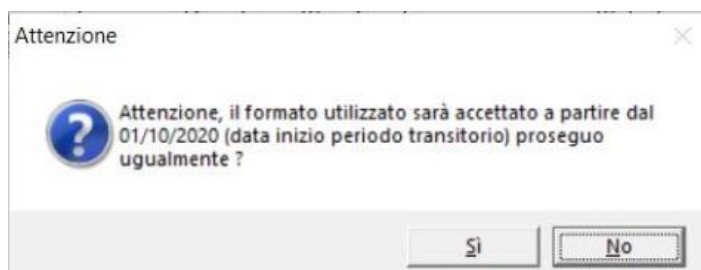 Attenzione
Attenzione, il formato utilizzato sarà accettato a partire dal
01/10/2020 (data inizio periodo transitorio) proseguo
ugualmente ?
Sì
No